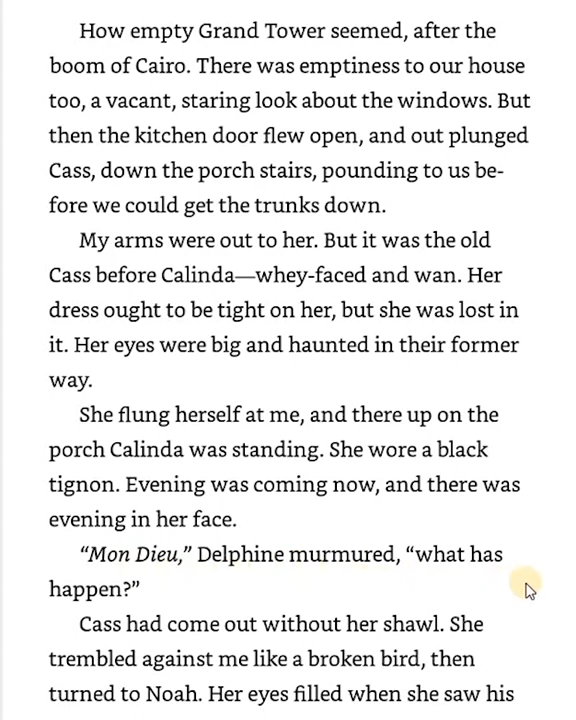 How empty Grand Tower seemed, after the
boom of Cairo. There was emptiness to our house
too, a vacant, staring look about the windows. But
then the kitchen door flew open, and out plunged
Cass, down the porch stairs, pounding to us be-
fore we could get the trunks down.
My arms were out to her. But it was the old
Cass before Calinda—whey-faced and wan. Her
dress ought to be tight on her, but she was lost in
it. Her eyes were big and haunted in their former
way.
She flung herself at me, and there up on the
porch Calinda was standing. She wore a black
tignon. Evening was coming now, and there was
evening in her face.
“Mon Dieu,” Delphine murmured, “what has
happen?”
Cass had come out without her shawl. She
trembled against me like a broken bird, then
turned to Noah. Her eyes filled when she saw his